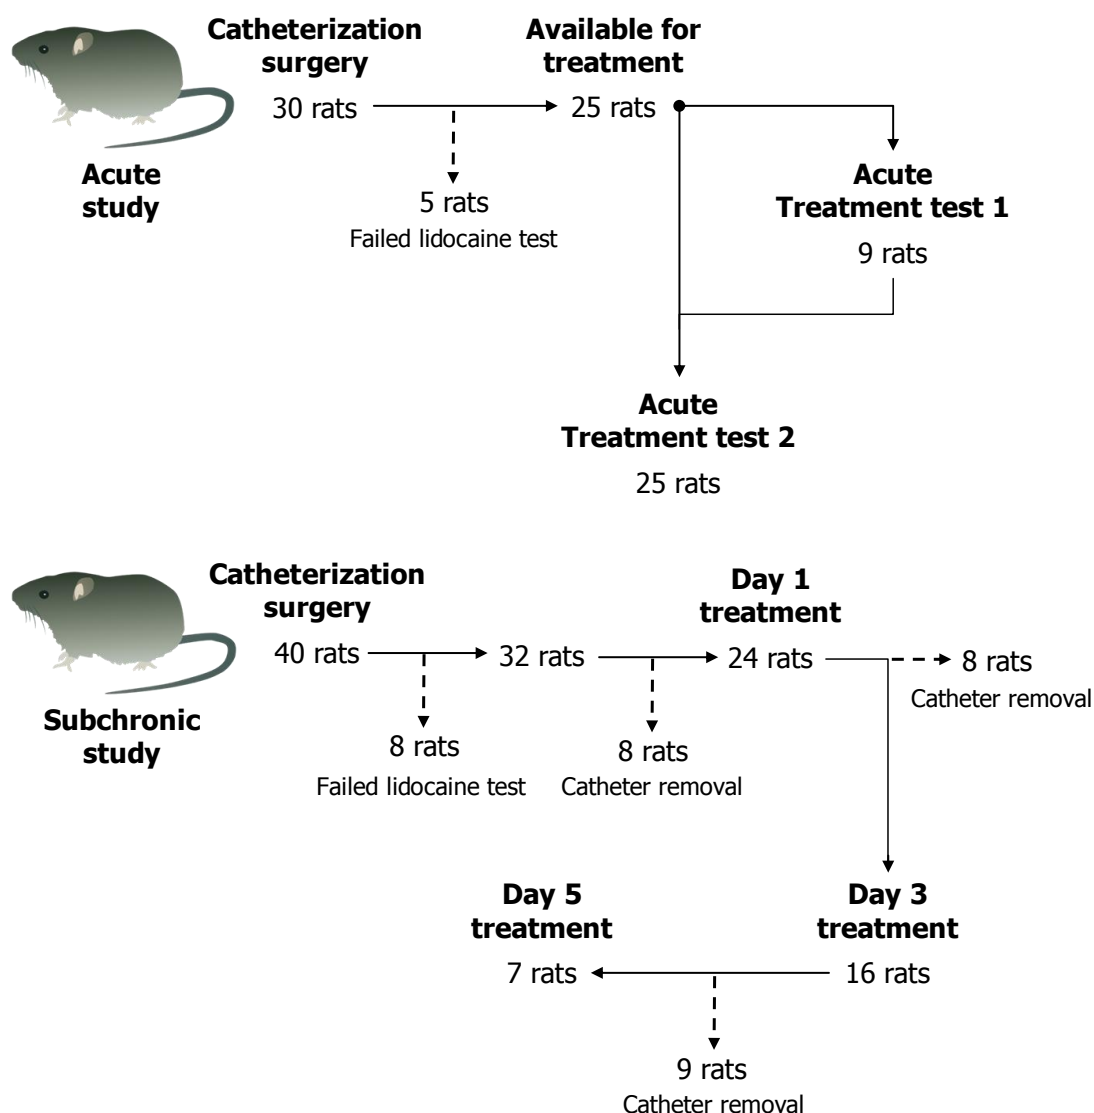 Catheterization
surgery
30 rats
Available for
treatment
25 rats
Acute
study
5 rats
Failed lidocaine test
Acute
Treatment test 1
9 rats
Acute
Treatment test 2
25 rats
Catheterization
surgery
40 rats
32 rats
Day 1
treatment
24 rats
8 rats
Catheter removal
Subchronic
study
8 rats
Failed lidocaine test
8 rats
Catheter removal
Day 5
treatment
7 rats
Day 3
treatment
16 rats
9 rats
Catheter removal